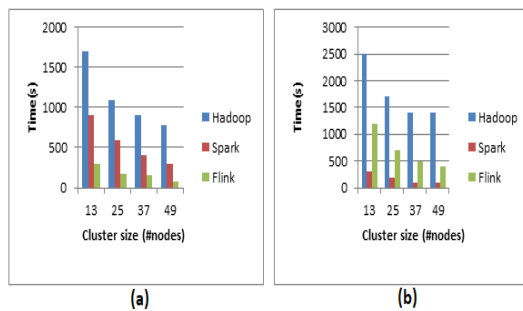 2000
1500
1000
500
0
Time(s)
13 25 37 49
Cluster size (#nodes)
Hadoop
Spark
Flink
(a)
3000
2500
2000
1500
1000
500
0
Time(s)
13 25 37 49
Cluster size (#nodes)
Hadoop
Spark
Flink
(b)